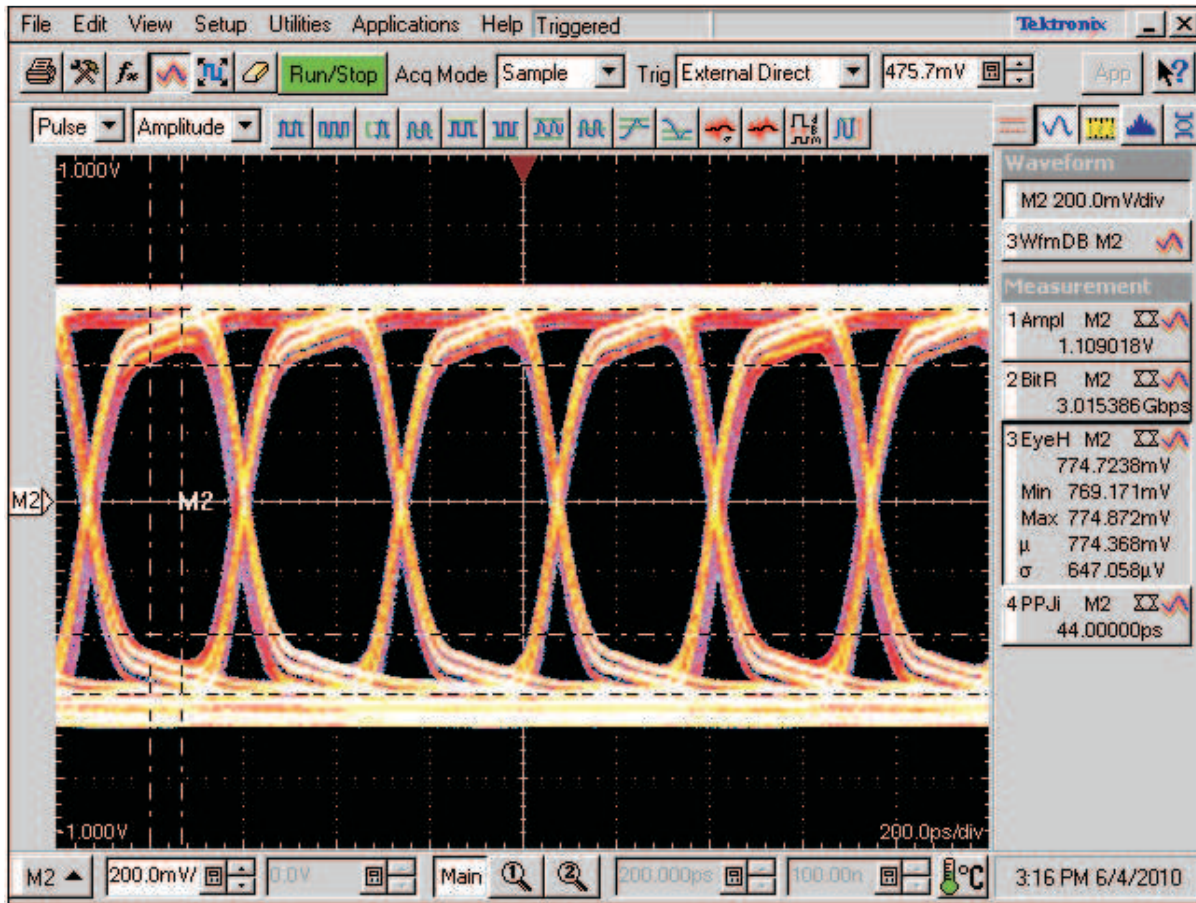 File Edit View Setup Utilities Applications Help Triggered Tektronix
Run/Stop Acq Mode Sample Trig External Direct 475.7mV App
Pulse Amplitude
1.000V
M2
M2
-1.000V
200.0ps/div
Waveform
M2 200.0mV/div
3 WfmDB M2
Measurement
1 Ampl M2
1.109018V
2 BitR M2
3.015386Gbps
3 EyeH M2
774.7238mV
Min 769.171mV
Max 774.872mV
µ 774.368mV
σ 647.058µV
4 PPJi M2
44.00000ps
M2 200.0mV/ 0.0V Main 1 2 200.000ps 100.00n °C 3:16 PM 6/4/2010